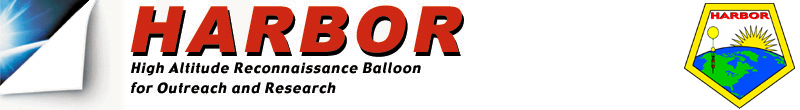 HARBOR
High Altitude Reconnaissance Balloon
for Outreach and Research
HARBOR